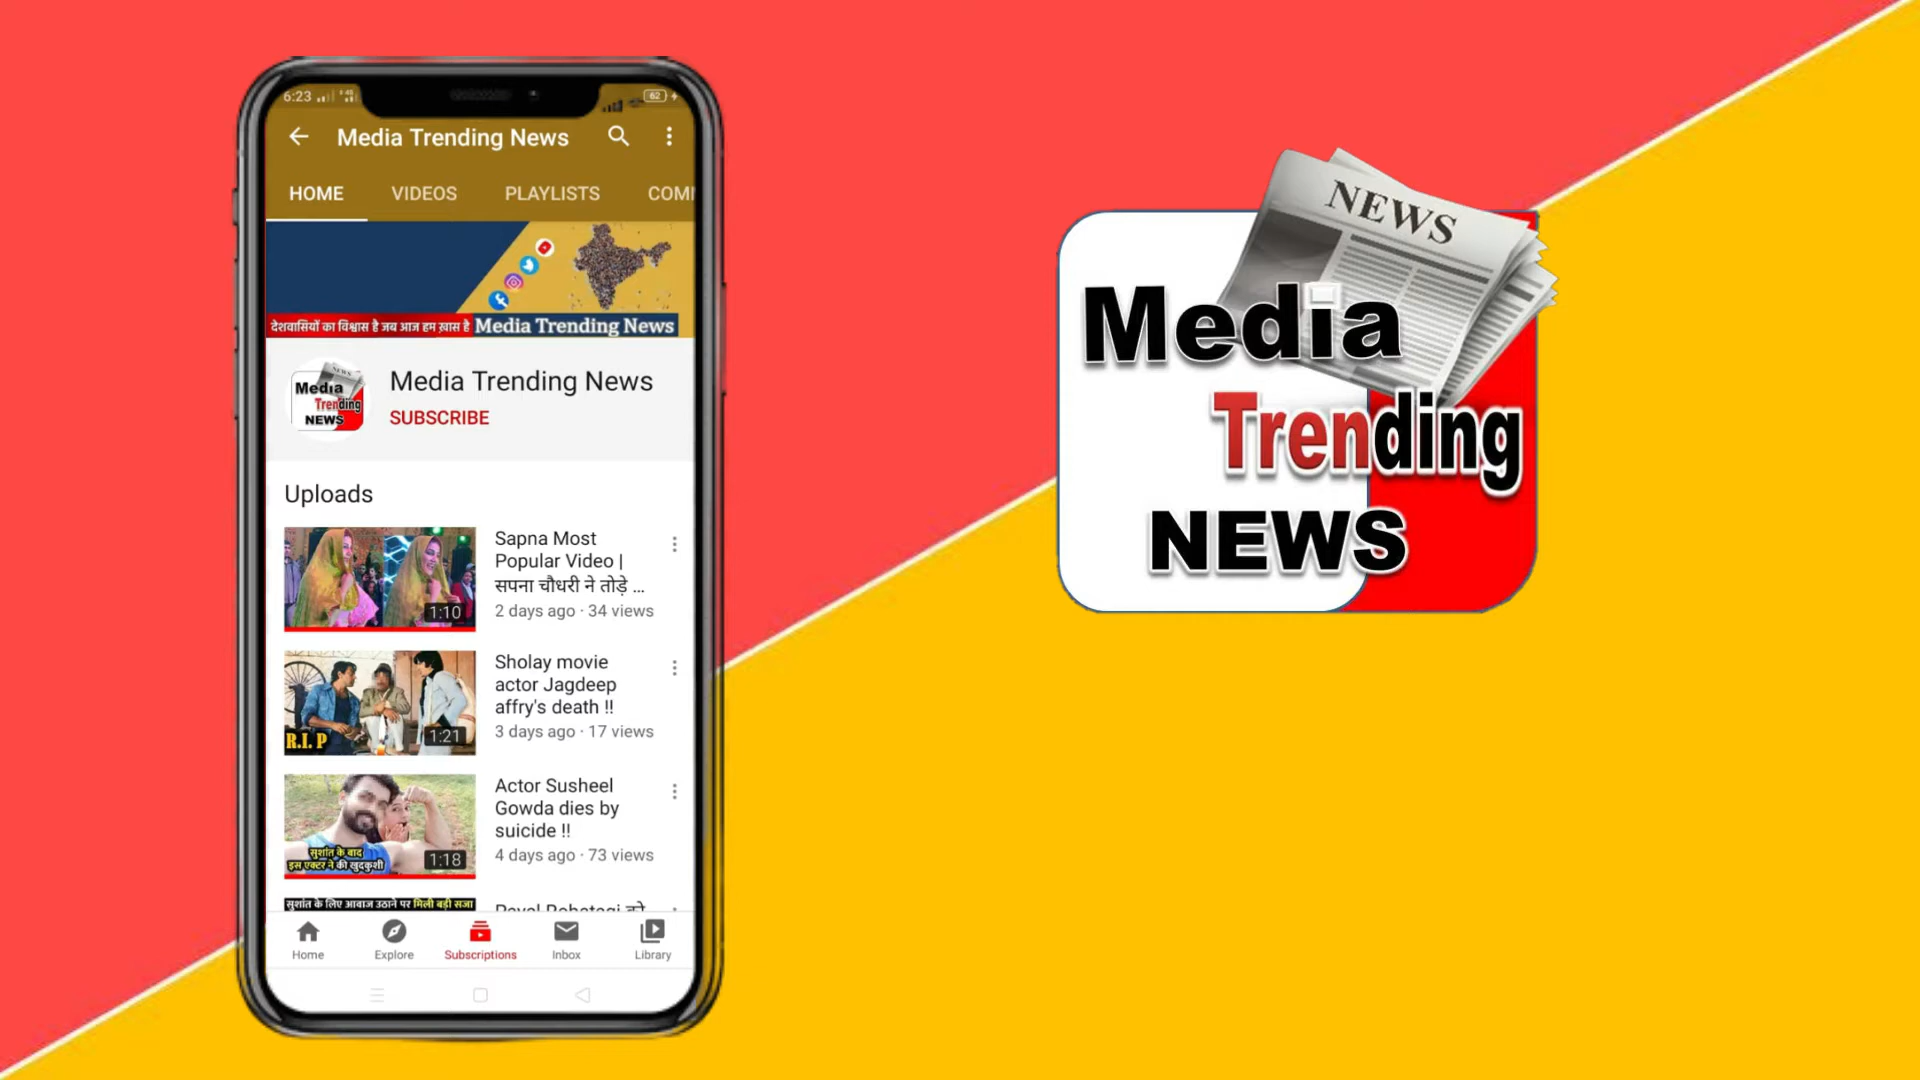 6:23
62
Media Trending News
HOME VIDEOS PLAYLISTS
देशवासियों का विश्वास है जब आज हम ख़ास है Media Trending News
NEWS
Media
Trending
NEWS
Media Trending News
SUBSCRIBE
Uploads
Sapna Most
Popular Video |
सपना चौधरी ने तोड़े ...
2 days ago · 34 views
1:10
Sholay movie
actor Jagdeep
affry's death !!
3 days ago · 17 views
R.I.P
1:21
Actor Susheel
Gowda dies by
suicide !!
4 days ago · 73 views
सुशांत के बाद
इस एक्टर ने की खुदकुशी
1:18
सुशांत के लिए आवाज उठाने पर मिली बड़ी सजा
Home Explore Subscriptions Inbox Library
NEWS
Media
Trending
NEWS